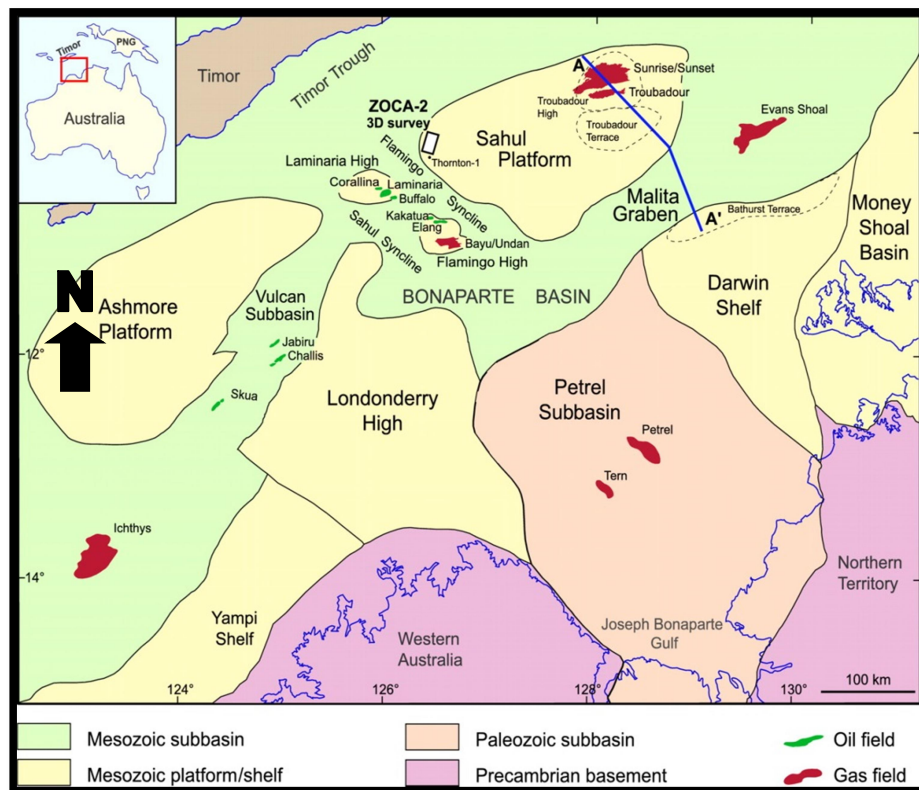 Timor
PNG
Australia
Timor
Timor Trough
ZOCA-2
3D survey
Thornton-1
A
Sunrise/Sunset
Troubadour
Troubadour
High
Troubadour
Terrace
Sahul
Platform
Evans Shoal
Laminaria High
Corallina
Laminaria
Buffalo
Flamingo
Syncline
Kakatua
Elang
Bayu/Undan
Flamingo High
Sahul Syncline
Malita
Graben
A'
Bathurst Terrace
Money
Shoal
Basin
N
Ashmore
Platform
Vulcan
Subbasin
BONAPARTE BASIN
Darwin
Shelf
Jabiru
Challis
Skua
12°
Londonderry
High
Petrel
Subbasin
Petrel
Tern
Ichthys
14°
Yampi
Shelf
Western
Australia
Joseph Bonaparte
Gulf
Northern
Territory
124°
126°
128°
130°
100 km
Mesozoic subbasin
Paleozoic subbasin
Oil field
Mesozoic platform/shelf
Precambrian basement
Gas field